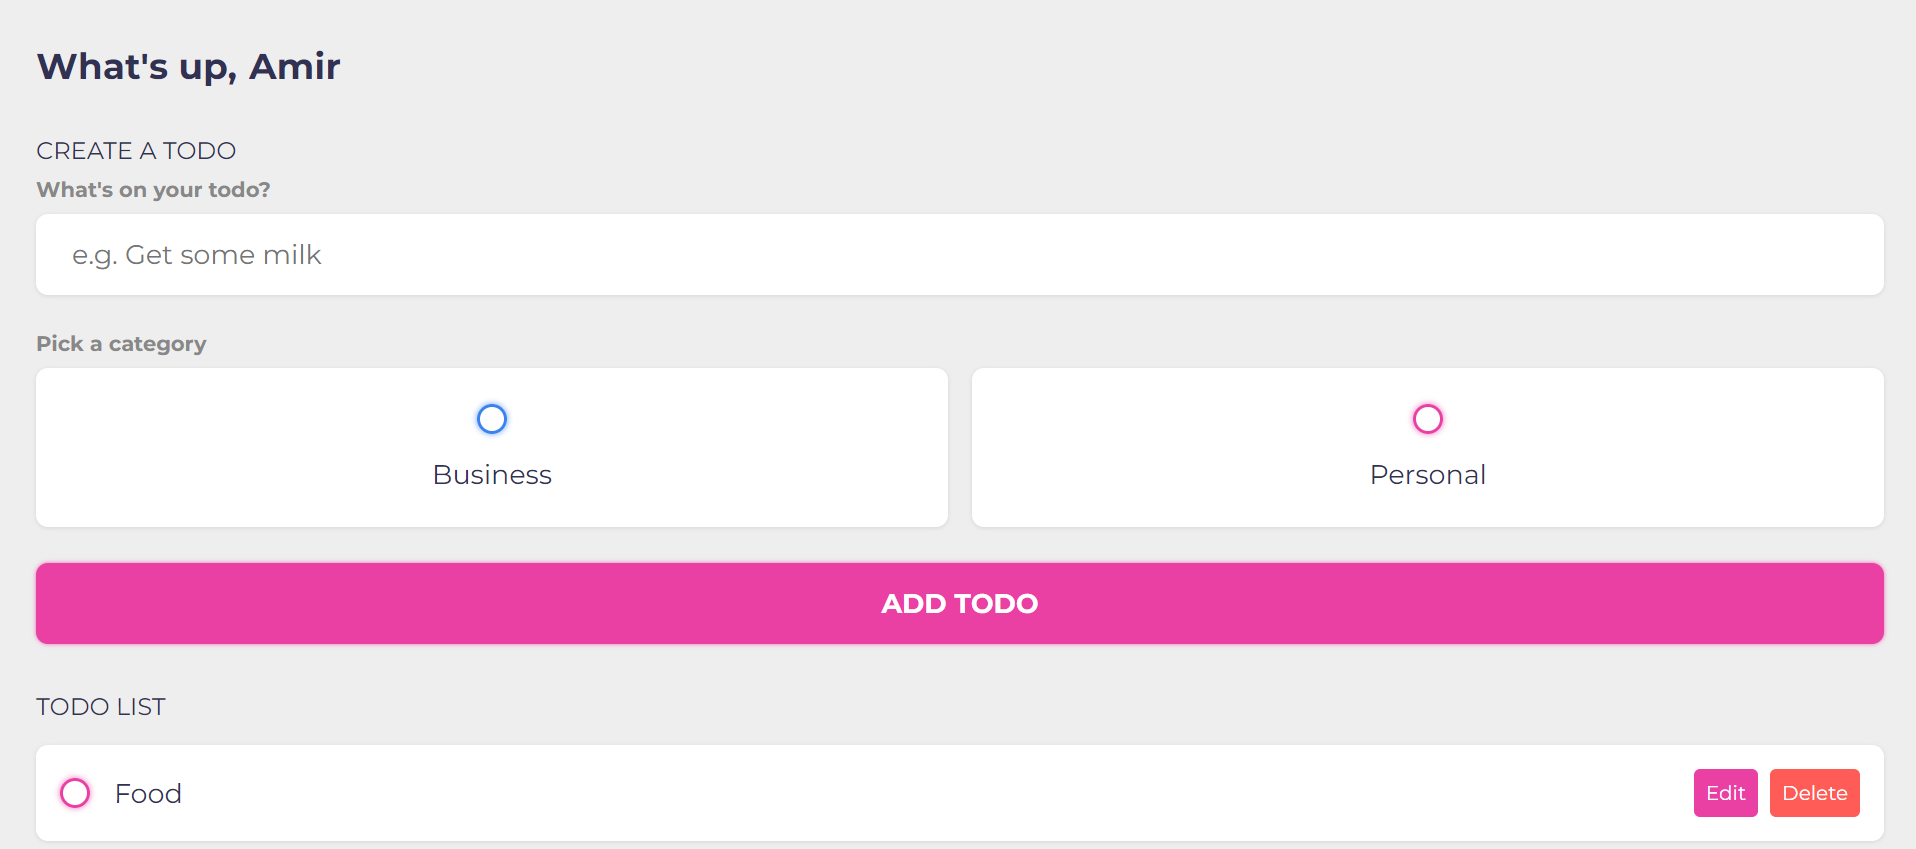 What's up, Amir
CREATE A TODO
What's on your todo?
e.g. Get some milk
Pick a category
Business
Personal
ADD TODO
TODO LIST
Food
Edit
Delete